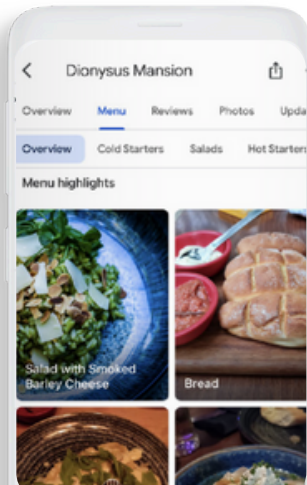 Dionysus Mansion
Overview Menu Reviews Photos Upda
Overview Cold Starters Salads Hot Starters
Menu highlights
Salad with Smoked
Barley Cheese
Bread